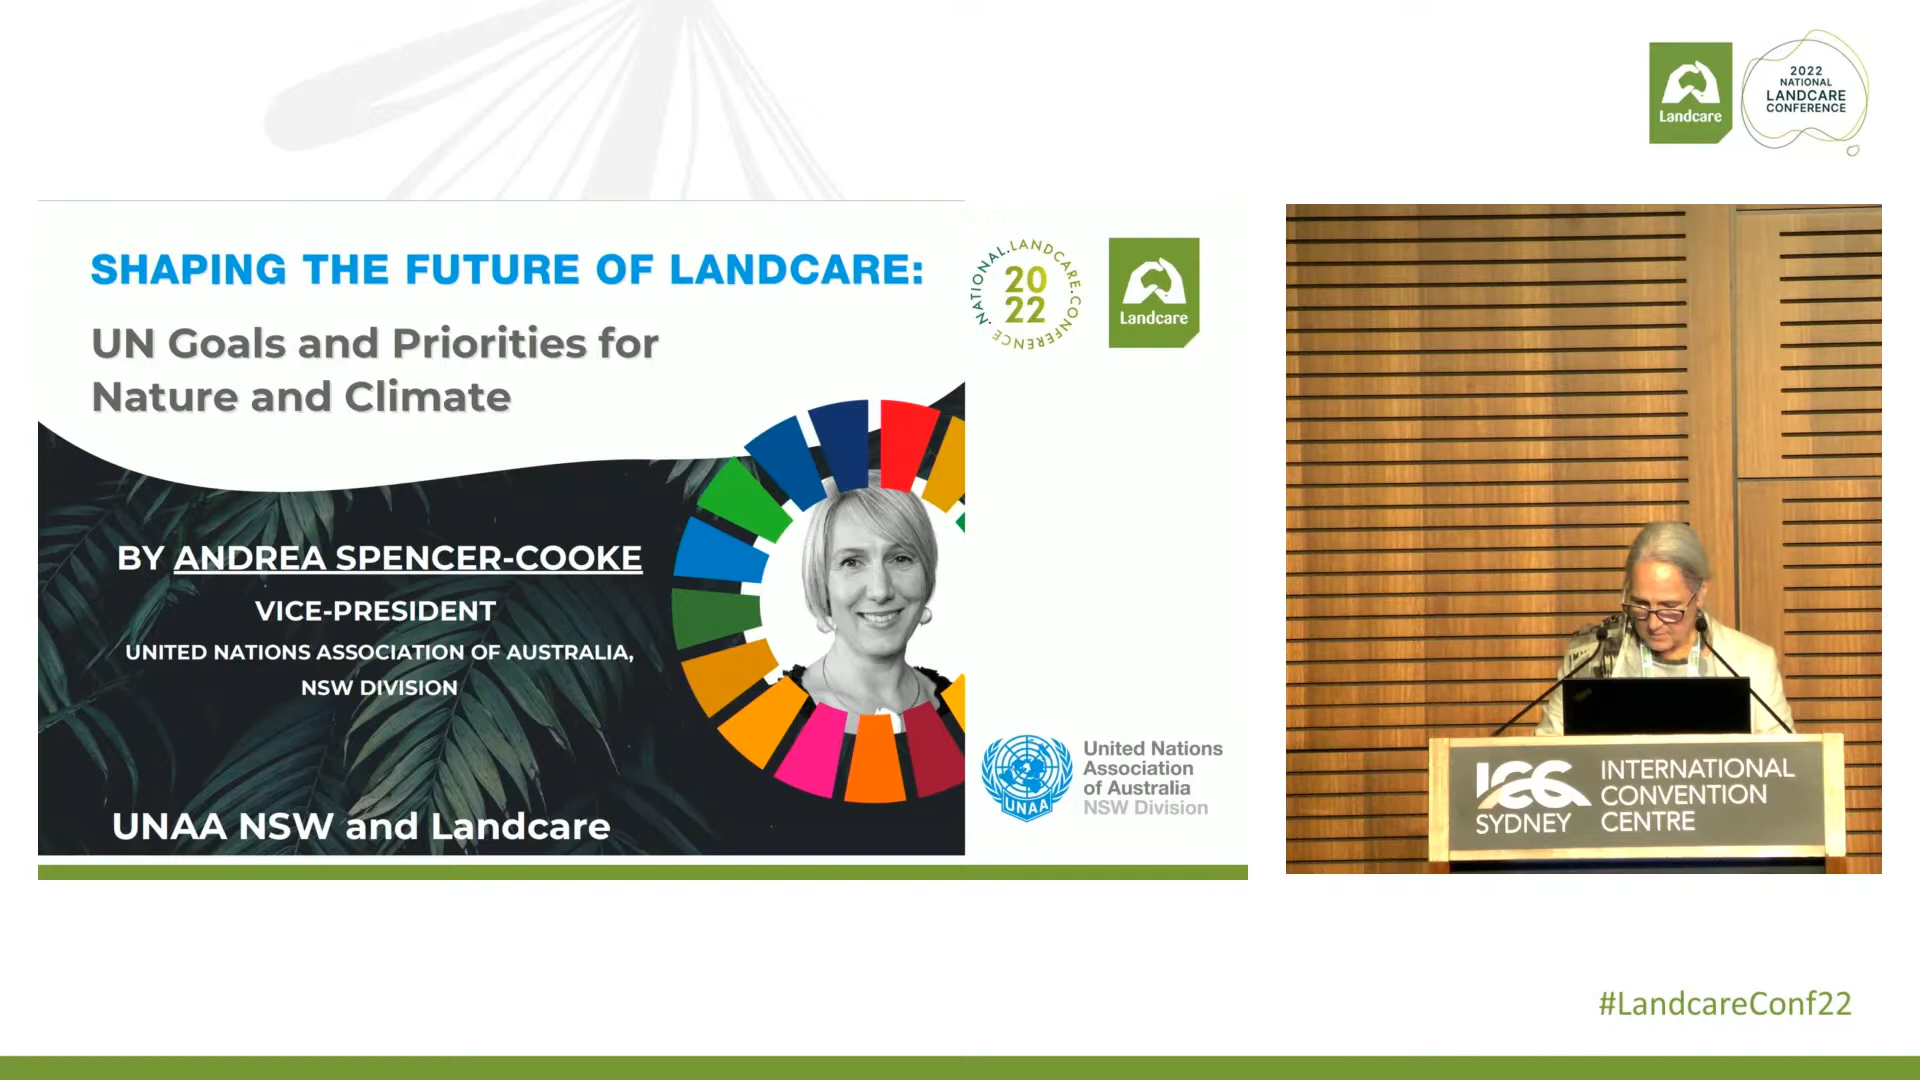 Landcare
2022
NATIONAL
LANDCARE
CONFERENCE
SHAPING THE FUTURE OF LANDCARE:
UN Goals and Priorities for
Nature and Climate
.NATIONAL.LANDCARE.CONFERENCE
20
22
Landcare
BY ANDREA SPENCER-COOKE
VICE-PRESIDENT
UNITED NATIONS ASSOCIATION OF AUSTRALIA,
NSW DIVISION
UNAA NSW and Landcare
UNAA
United Nations
Association
of Australia
NSW Division
ICC
SYDNEY
INTERNATIONAL
CONVENTION
CENTRE
#LandcareConf22